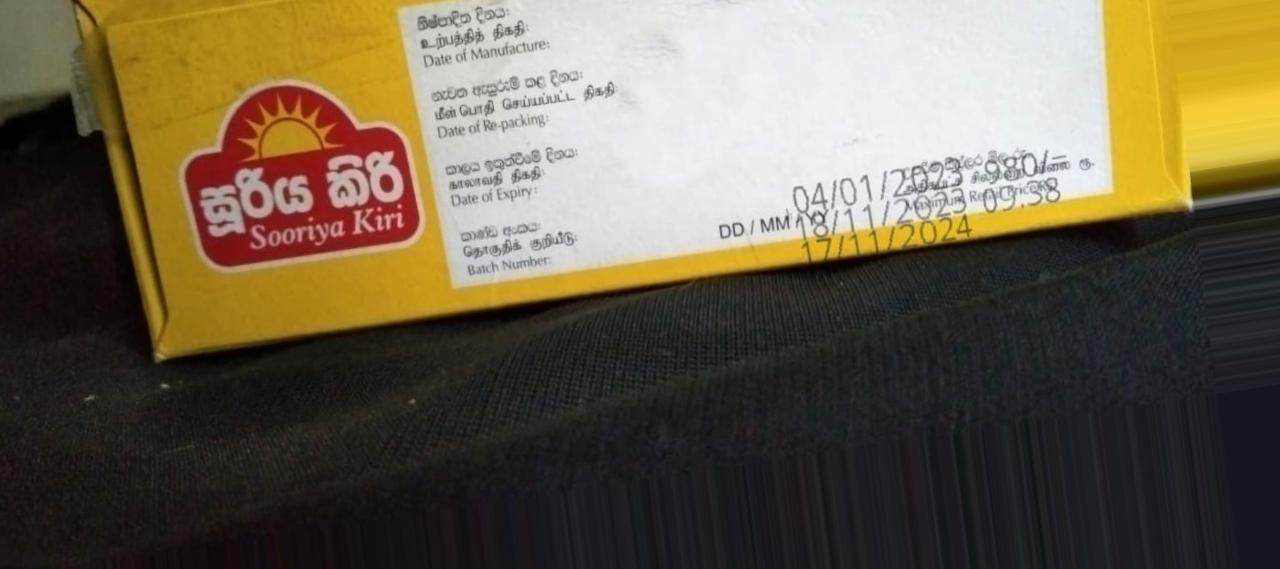 සූරිය කිරි
Sooriya Kiri
නිෂ්පාදිත දිනය:
உற்பத்தித் திகதி:
Date of Manufacture:
නැවත ඇසුරුම් කළ දිනය:
மீள் பொதி செய்யப்பட்ட திகதி:
Date of Re-packing:
කාලය ඉකුත්වීමේ දිනය:
காலாவதி திகதி:
Date of Expiry:
කාණ්ඩ අංකය:
தொகுதிக் குறியீடு:
Batch Number:
04/01/2023 980/=
விலை ரூ.
Maximum Retail Price
DD / MM
18/11/2023 09:38
17/11/2024